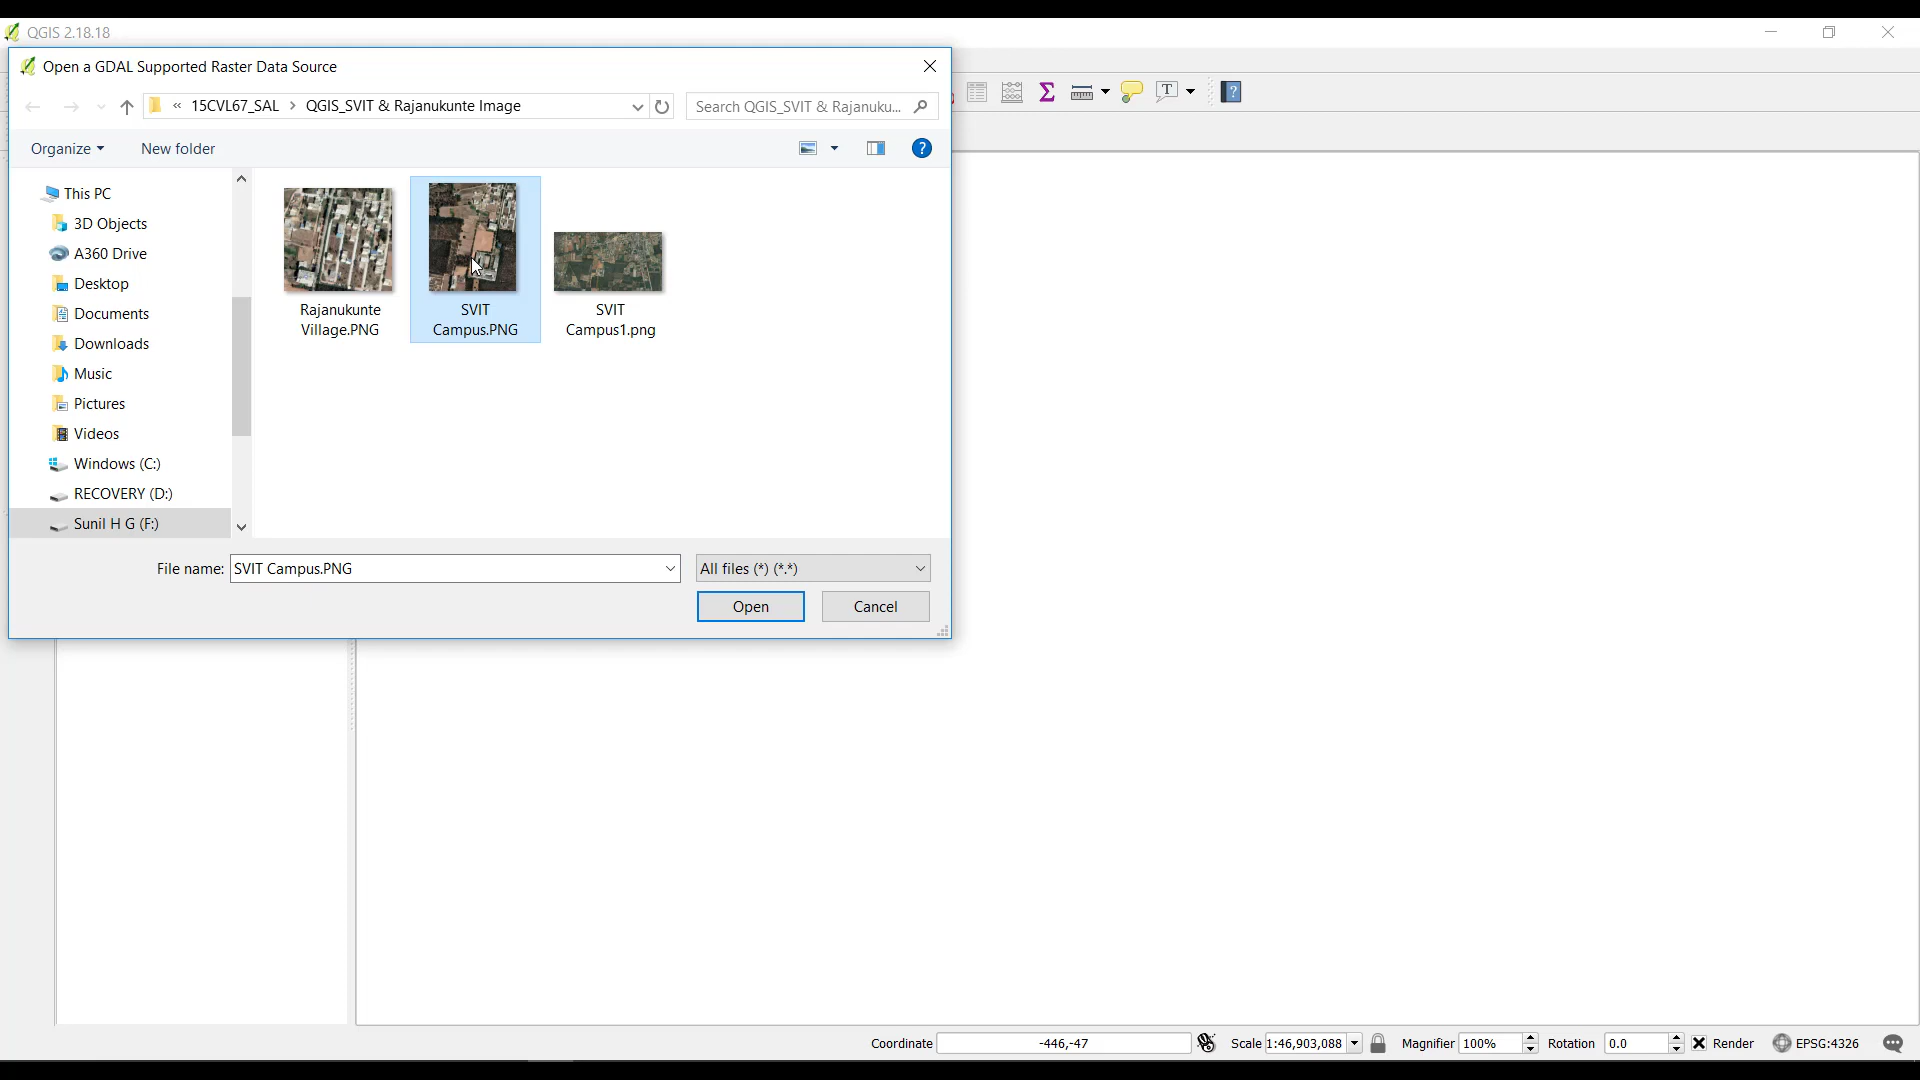 QGIS 2.18.18
Open a GDAL Supported Raster Data Source
« 15CVL67_SAL > QGIS_SVIT & Rajanukunte Image
Search QGIS_SVIT & Rajanuku...
Organize
New folder
This PC
3D Objects
A360 Drive
Desktop
Documents
Downloads
Music
Pictures
Videos
Windows (C:)
RECOVERY (D:)
Sunil H G (F:)
Rajanukunte
Village.PNG
SVIT
Campus.PNG
SVIT
Campus1.png
File name: SVIT Campus.PNG
All files (*) (*.*)
Open
Cancel
Coordinate -446,-47 Scale 1:46,903,088 Magnifier 100% Rotation 0.0 Render EPSG:4326